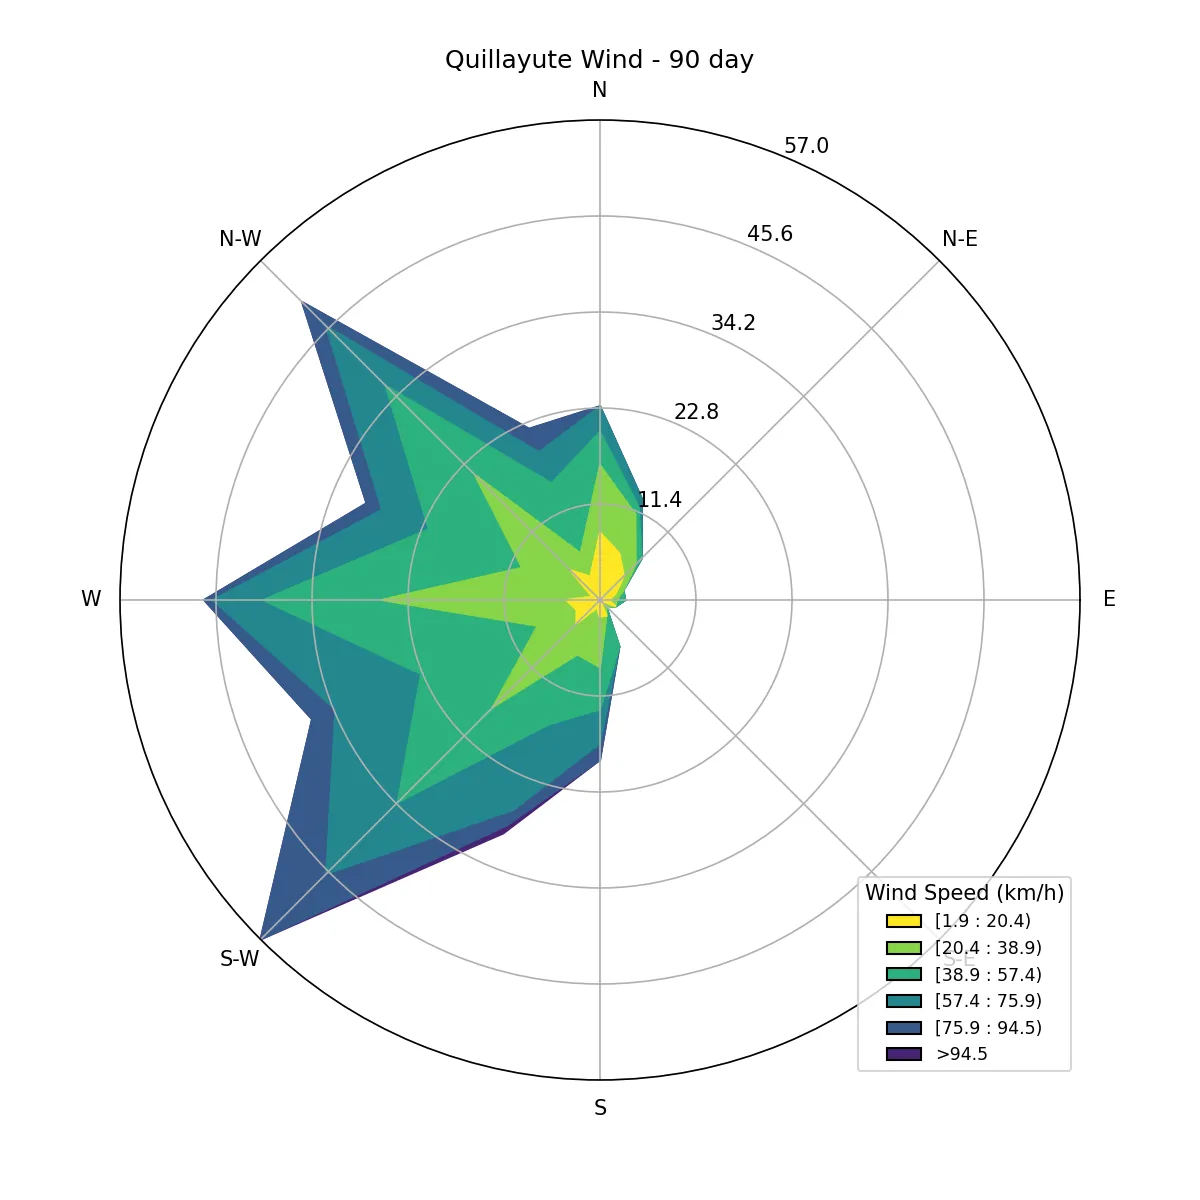 Quillayute Wind - 90 day
N
57.0
N-W
45.6
N-E
34.2
22.8
11.4
W
E
S-W
S-E
Wind Speed (km/h)
[1.9 : 20.4)
[20.4 : 38.9)
[38.9 : 57.4)
[57.4 : 75.9)
[75.9 : 94.5)
>94.5
S